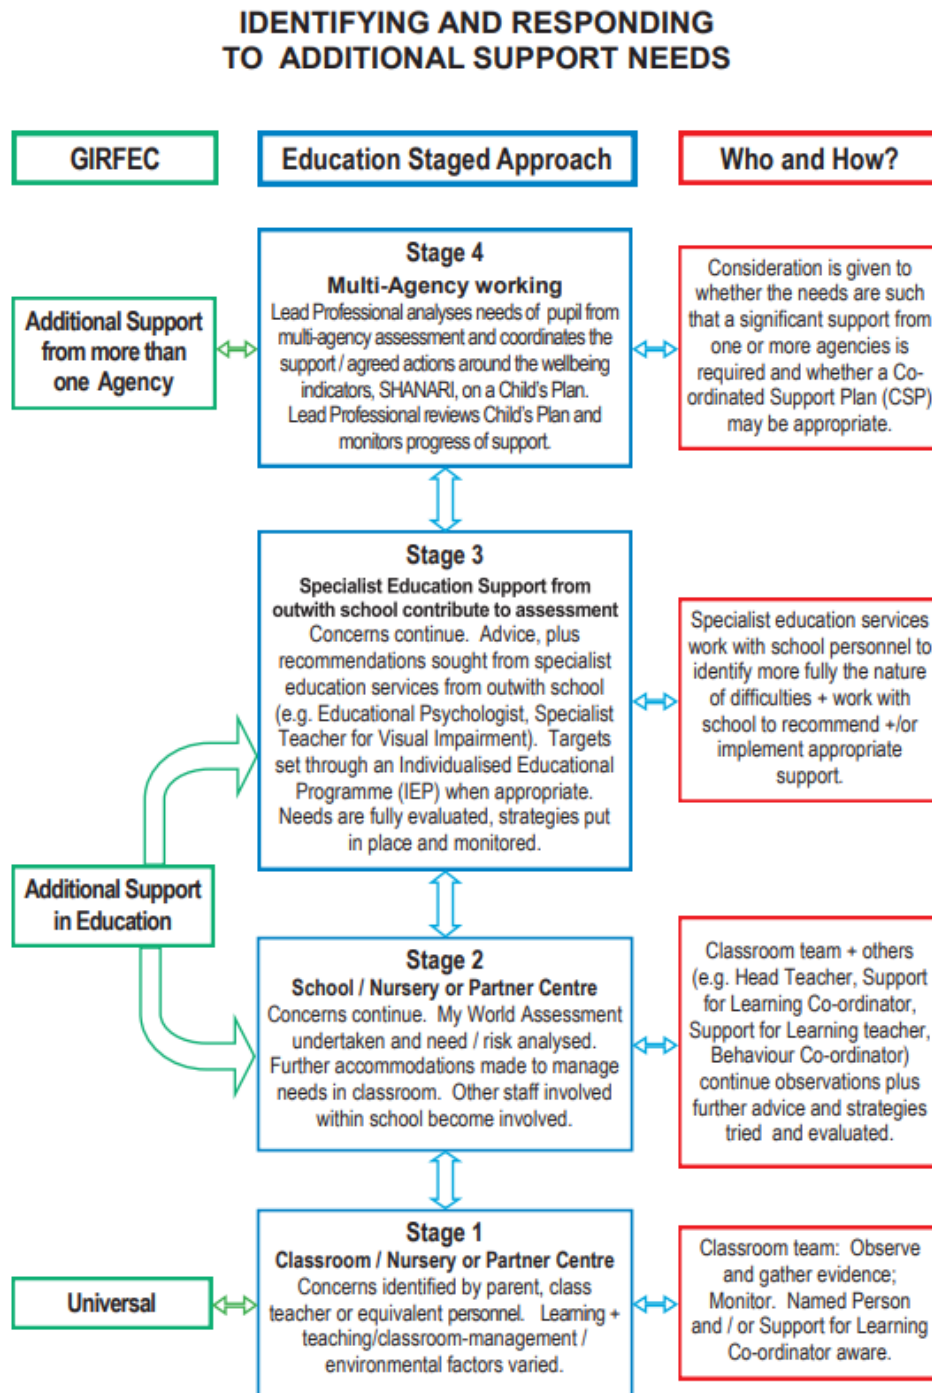 IDENTIFYING AND RESPONDING
TO ADDITIONAL SUPPORT NEEDS
GIRFEC
Education Staged Approach
Who and How?
Additional Support
from more than
one Agency
Stage 4
Multi-Agency working
Lead Professional analyses needs of pupil from
multi-agency assessment and coordinates the
support / agreed actions around the wellbeing
indicators, SHANARI, on a Child's Plan.
Lead Professional reviews Child's Plan and
monitors progress of support.
Consideration is given to
whether the needs are such
that a significant support from
one or more agencies is
required and whether a Co-
ordinated Support Plan (CSP)
may be appropriate.
Stage 3
Specialist Education Support from
outwith school contribute to assessment
Concerns continue. Advice, plus
recommendations sought from specialist
education services from outwith school
(e.g. Educational Psychologist, Specialist
Teacher for Visual Impairment). Targets
set through an Individualised Educational
Programme (IEP) when appropriate.
Needs are fully evaluated, strategies put
in place and monitored.
Specialist education services
work with school personnel to
identify more fully the nature
of difficulties + work with
school to recommend +/or
implement appropriate
support.
Additional Support
in Education
Stage 2
School / Nursery or Partner Centre
Concerns continue. My World Assessment
undertaken and need / risk analysed.
Further accommodations made to manage
needs in classroom. Other staff involved
within school become involved.
Classroom team + others
(e.g. Head Teacher, Support
for Learning Co-ordinator,
Support for Learning teacher,
Behaviour Co-ordinator)
continue observations plus
further advice and strategies
tried and evaluated.
Universal
Stage 1
Classroom / Nursery or Partner Centre
Concerns identified by parent, class
teacher or equivalent personnel. Learning +
teaching/classroom-management /
environmental factors varied.
Classroom team: Observe
and gather evidence;
Monitor. Named Person
and / or Support for Learning
Co-ordinator aware.